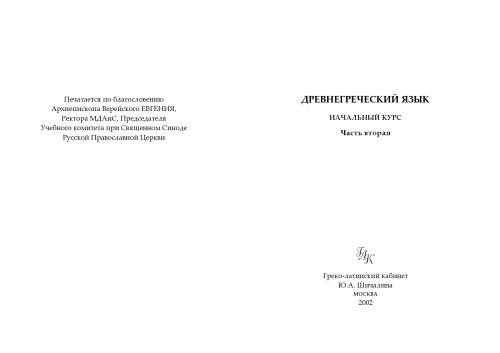 Печатается по благословению
Архиепископа Верейского ЕВГЕНИЯ,
Ректора МДАиС, Председателя
Учебного комитета при Священном Синоде
Русской Православной Церкви
ДРЕВНЕГРЕЧЕСКИЙ ЯЗЫК
НАЧАЛЬНЫЙ КУРС
Часть вторая
ГЛК
Греко-латинский кабинет
Ю.А. Шичалина
МОСКВА
2002